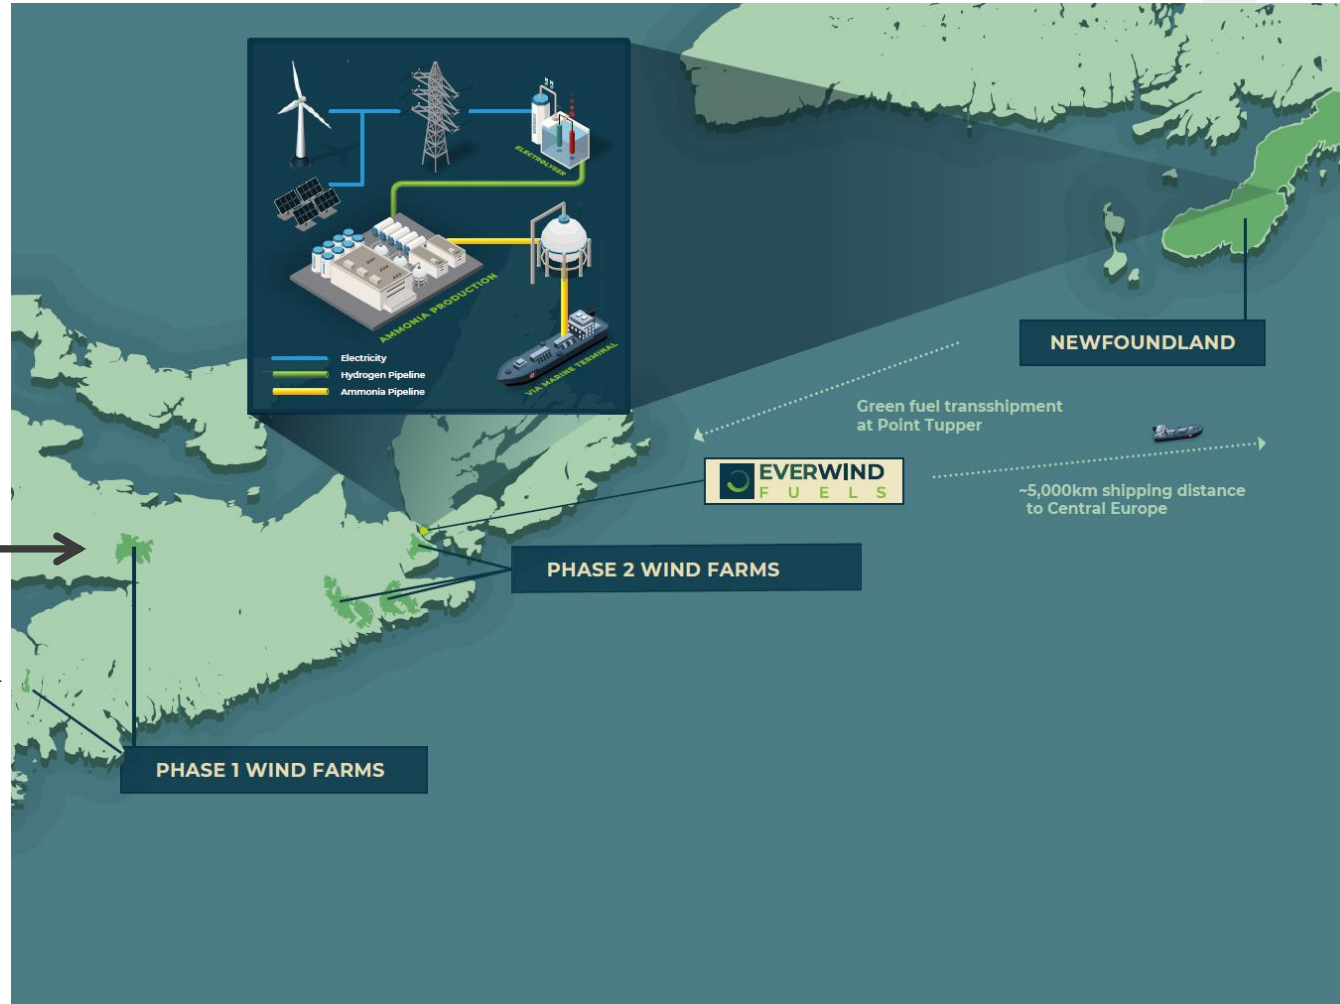 ELECTROLYSER
AMMONIA PRODUCTION
VIA MARINE TERMINAL
Electricity
Hydrogen Pipeline
Ammonia Pipeline
NEWFOUNDLAND
Green fuel transshipment
at Point Tupper
EVERWIND
FUELS
~5,000km shipping distance
to Central Europe
PHASE 2 WIND FARMS
PHASE 1 WIND FARMS